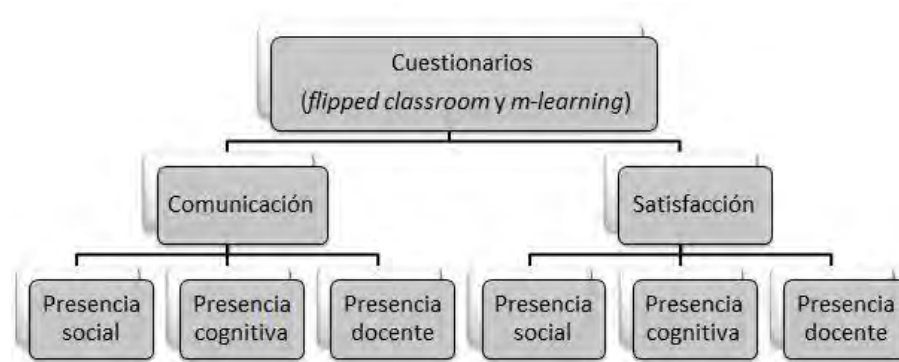 Cuestionarios
(flipped classroom y m-learning)
Comunicación
Satisfacción
Presencia
social
Presencia
cognitiva
Presencia
docente
Presencia
social
Presencia
cognitiva
Presencia
docente